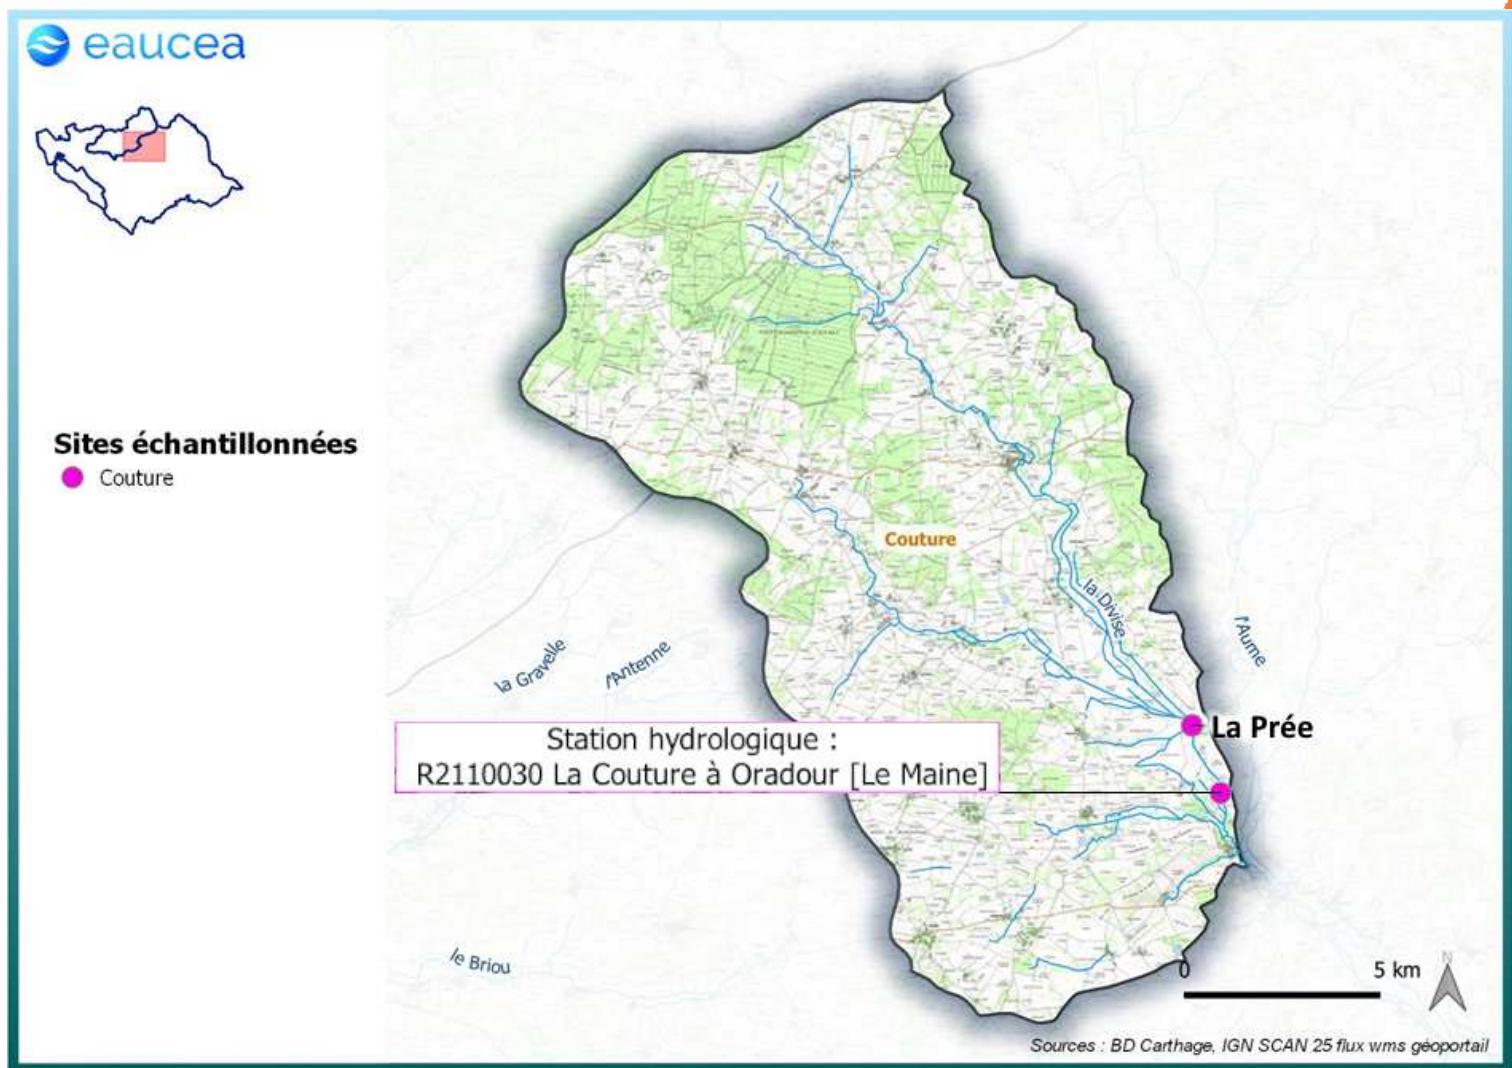 eaucea
Sites échantillonnées
Couture
Couture
la Divise
l'Aume
la Gravelle
l'Antenne
La Prée
Station hydrologique :
R2110030 La Couture à Oradour [Le Maine]
le Briou
0 5 km
N
Sources : BD Carthage, IGN SCAN 25 flux wms géoportail